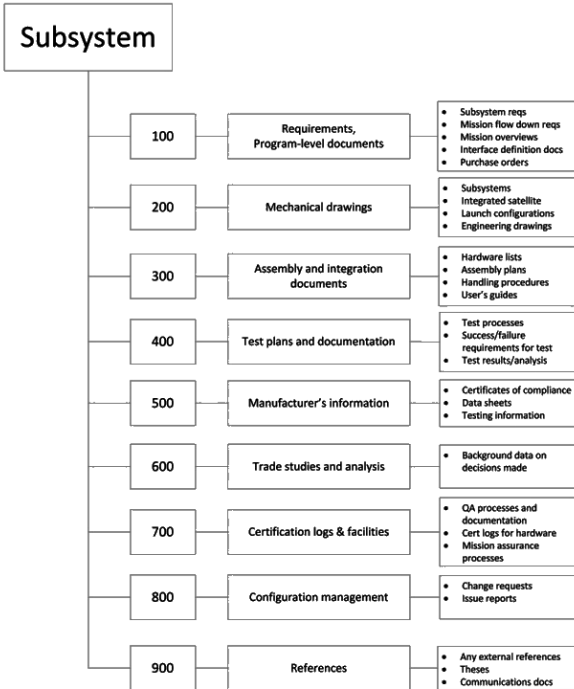 Subsystem
100
Requirements,
Program-level documents
• Subsystem reqs
• Mission flow down reqs
• Mission overviews
• Interface definition docs
• Purchase orders
200
Mechanical drawings
• Subsystems
• Integrated satellite
• Launch configurations
• Engineering drawings
300
Assembly and integration
documents
• Hardware lists
• Assembly plans
• Handling procedures
• User's guides
400
Test plans and documentation
• Test processes
• Success/failure
requirements for test
• Test results/analysis
500
Manufacturer's information
• Certificates of compliance
• Data sheets
• Testing information
600
Trade studies and analysis
• Background data on
decisions made
700
Certification logs & facilities
• QA processes and
documentation
• Cert logs for hardware
• Mission assurance
processes
800
Configuration management
• Change requests
• Issue reports
900
References
• Any external references
• Theses
• Communications docs